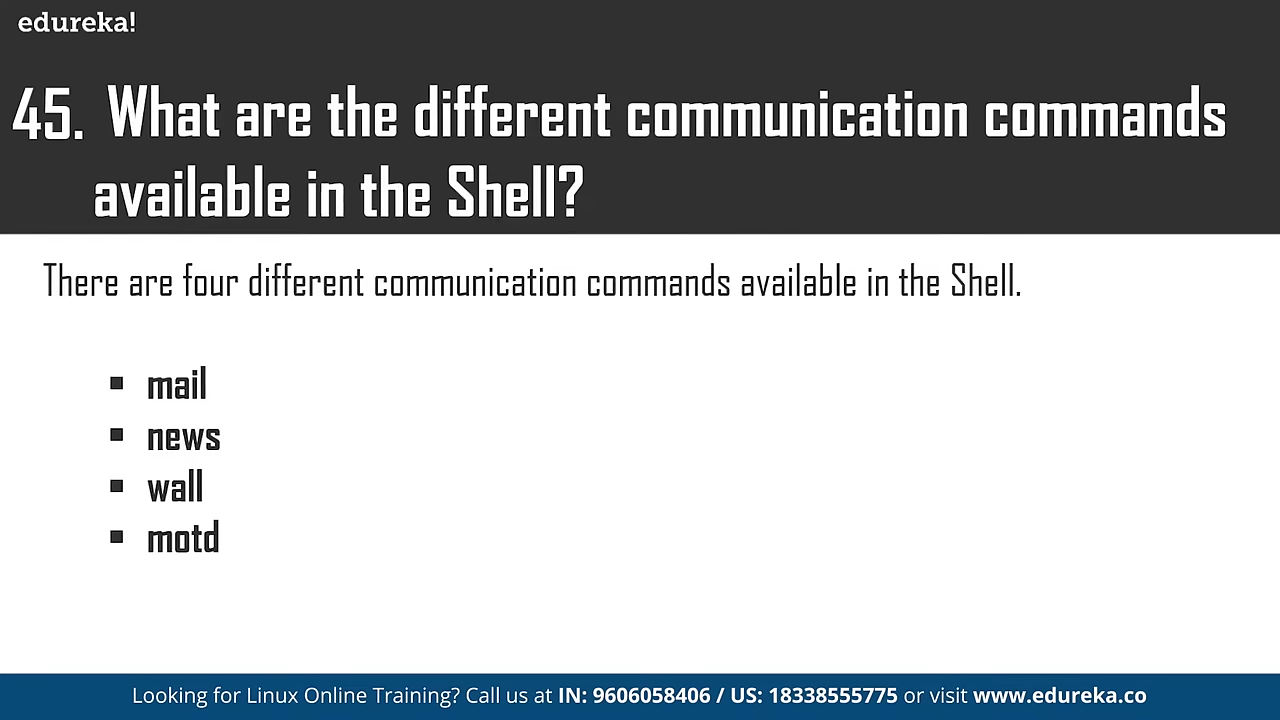 edureka!
45. What are the different communication commands
available in the Shell?
There are four different communication commands available in the Shell.
▪ mail
▪ news
▪ wall
▪ motd
Looking for Linux Online Training? Call us at IN: 9606058406 / US: 18338555775 or visit www.edureka.co